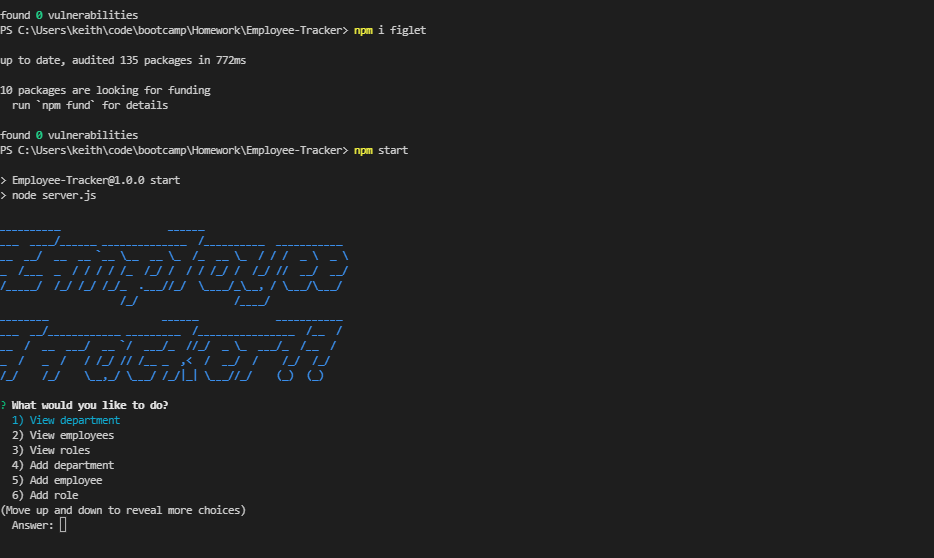 found 0 vulnerabilities
PS C:\Users\keith\code\bootcamp\Homework\Employee-Tracker> npm i figlet
up to date, audited 135 packages in 772ms
10 packages are looking for funding
run `npm fund` for details
found 0 vulnerabilities
PS C:\Users\keith\code\bootcamp\Homework\Employee-Tracker> npm start
> Employee-Tracker@1.0.0 start
> node server.js
Employee
Tracker!!
? What would you like to do?
1) View department
2) View employees
3) View roles
4) Add department
5) Add employee
6) Add role
(Move up and down to reveal more choices)
Answer: